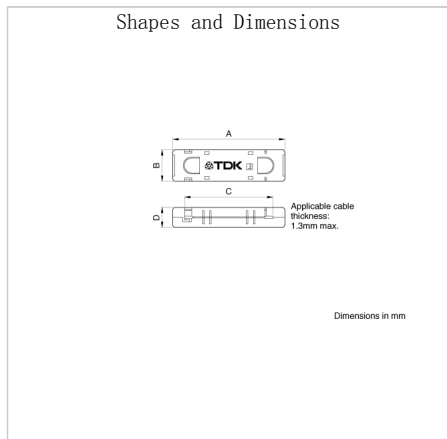 Shapes and Dimensions
A
B
TDK
C
D
Applicable cable
thickness:
1.3mm max.
Dimensions in mm